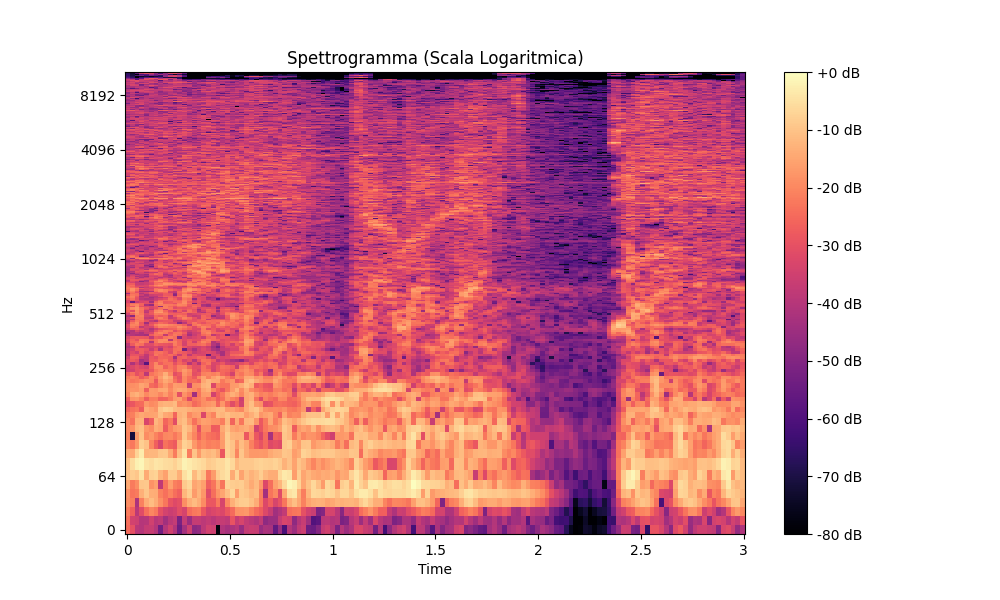 Spettrogramma (Scala Logaritmica)
Hz
8192
4096
2048
1024
512
256
128
64
0
0
0.5
1
1.5
2
2.5
3
Time
+0 dB
-10 dB
-20 dB
-30 dB
-40 dB
-50 dB
-60 dB
-70 dB
-80 dB